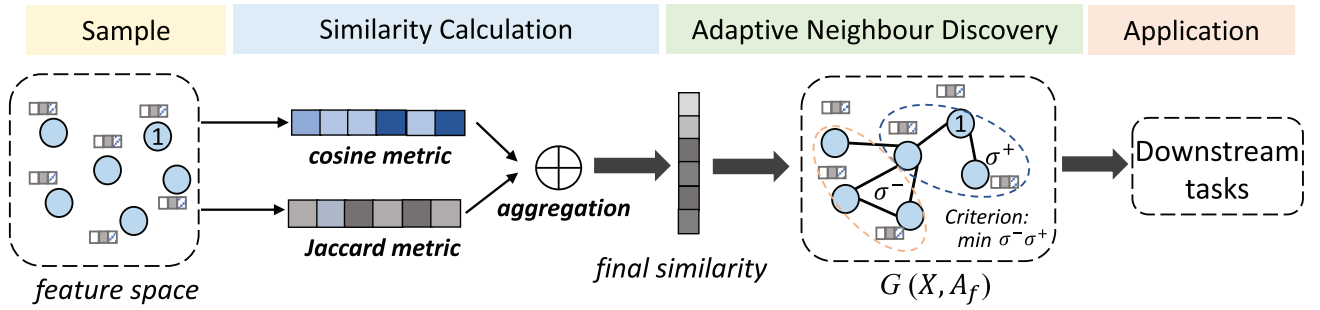 Sample
Similarity Calculation
Adaptive Neighbour Discovery
Application
1
feature space
cosine metric
Jaccard metric
aggregation
final similarity
1
σ⁺
σ⁻
Criterion:
min σ⁻σ⁺
G (X, A_f)
Downstream
tasks